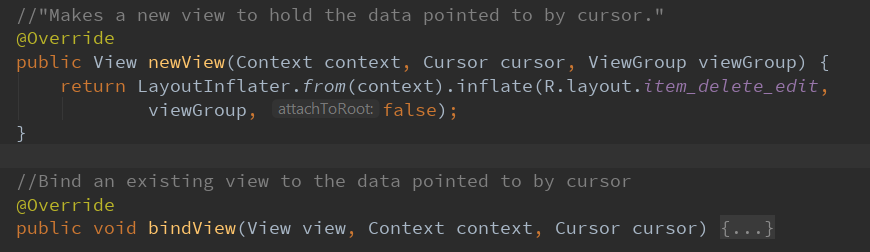 //"Makes a new view to hold the data pointed to by cursor."
@Override
public View newView(Context context, Cursor cursor, ViewGroup viewGroup) {
    return LayoutInflater.from(context).inflate(R.layout.item_delete_edit,
            viewGroup, attachToRoot: false);
}
//Bind an existing view to the data pointed to by cursor
@Override
public void bindView(View view, Context context, Cursor cursor) {...}